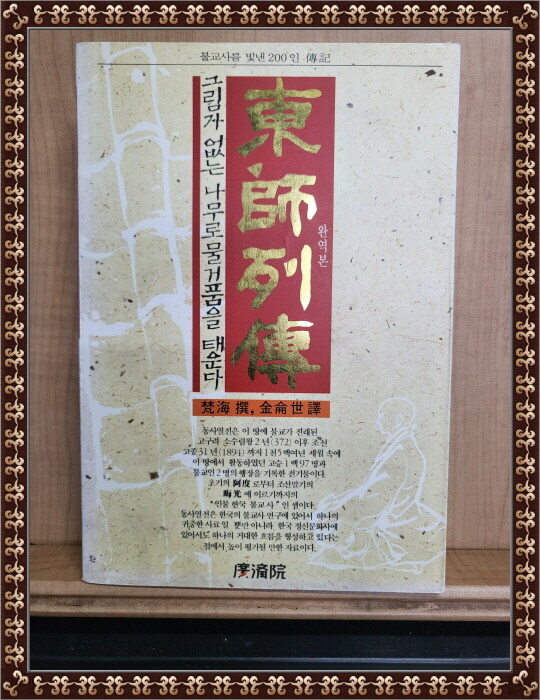 불교사를 빛낸 200인 傳記
東師列傳
완역본
그림자 없는 나무로 물거품을 태운다
梵海 撰, 金侖世 譯
동사열전은 이 땅에 불교가 전래된
고구려 소수림왕 2년 (372) 이후 조선
고종 31년 (1894) 까지 1천 5백여년 세월 속에
이 땅에서 활동하였던 고승 1백 97명과
불교인 2명의 행장을 기록한 전기물이다.
초기의 阿度 로부터 조선말기의
晦光 에 이르기까지의
"인물 한국 불교사" 인 셈이다.
동사열전은 한국의 불교사 연구에 있어서 하나의
귀중한 사료일 뿐만 아니라 한국 정신문화사에
있어서도 하나의 거대한 흐름을 형성하고 있다는
점에서 높이 평가될 만한 자료이다.
廣濟院